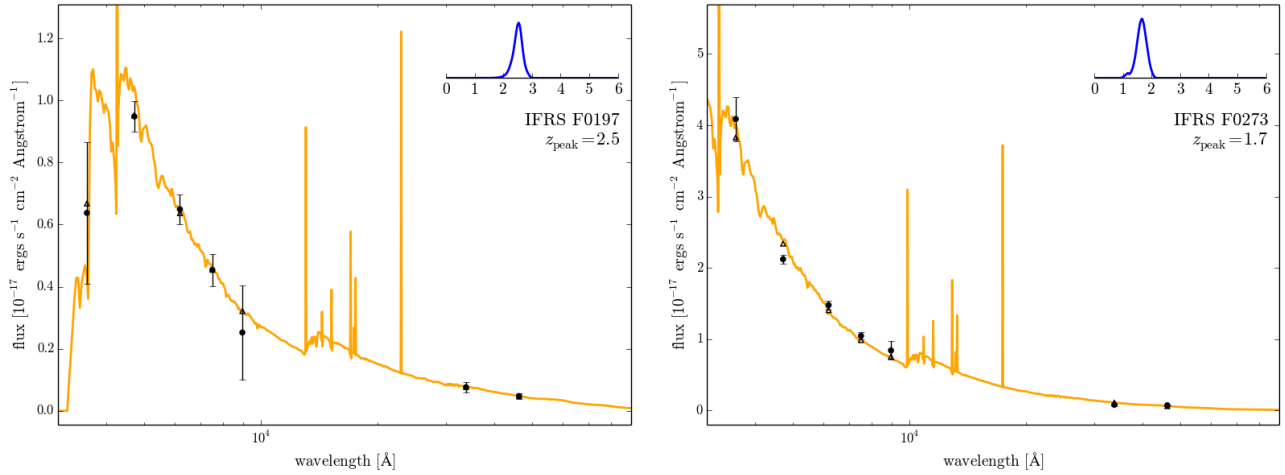 0 1 2 3 4 5 6
IFRS F0197
z_peak = 2.5
1.2
1.0
0.8
0.6
0.4
0.2
0.0
flux [10^{-17} ergs s^{-1} cm^{-2} Angstrom^{-1}]
10^4
wavelength [Å]
0 1 2 3 4 5 6
IFRS F0273
z_peak = 1.7
5
4
3
2
1
0
flux [10^{-17} ergs s^{-1} cm^{-2} Angstrom^{-1}]
10^4
wavelength [Å]